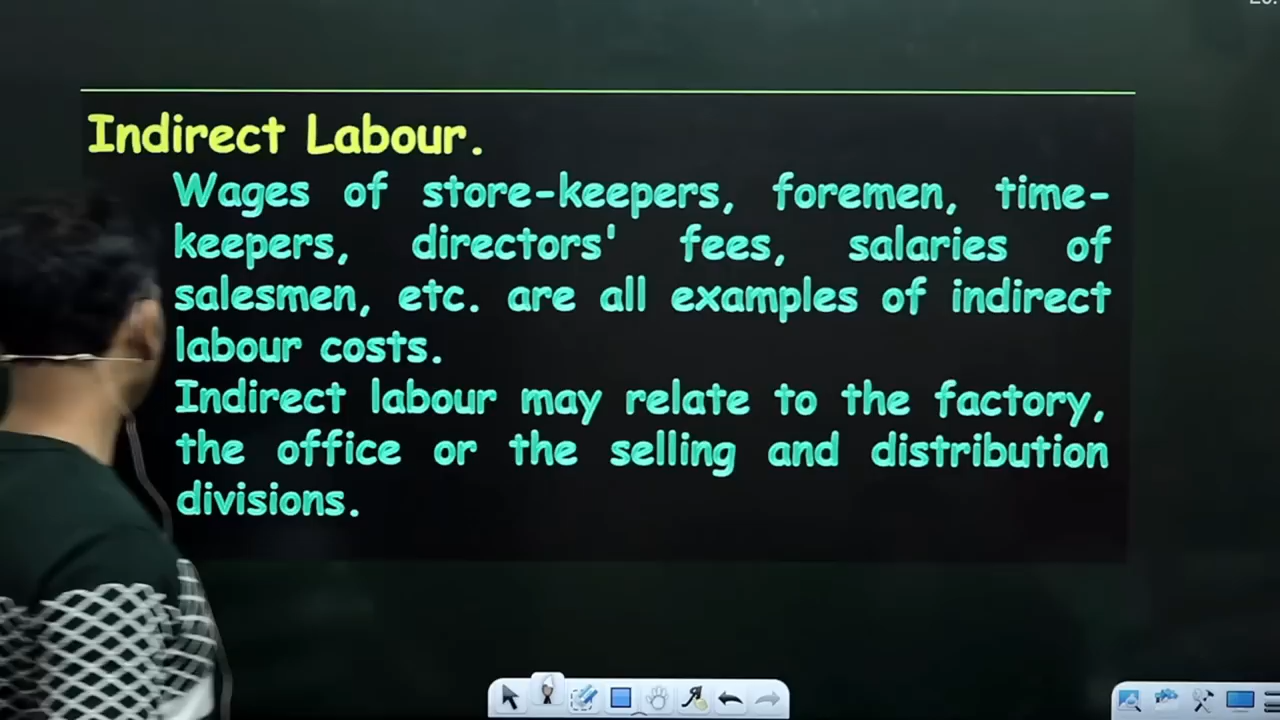 Indirect Labour.
Wages of store-keepers, foremen, time-
keepers, directors' fees, salaries of
salesmen, etc. are all examples of indirect
labour costs.
Indirect labour may relate to the factory,
the office or the selling and distribution
divisions.